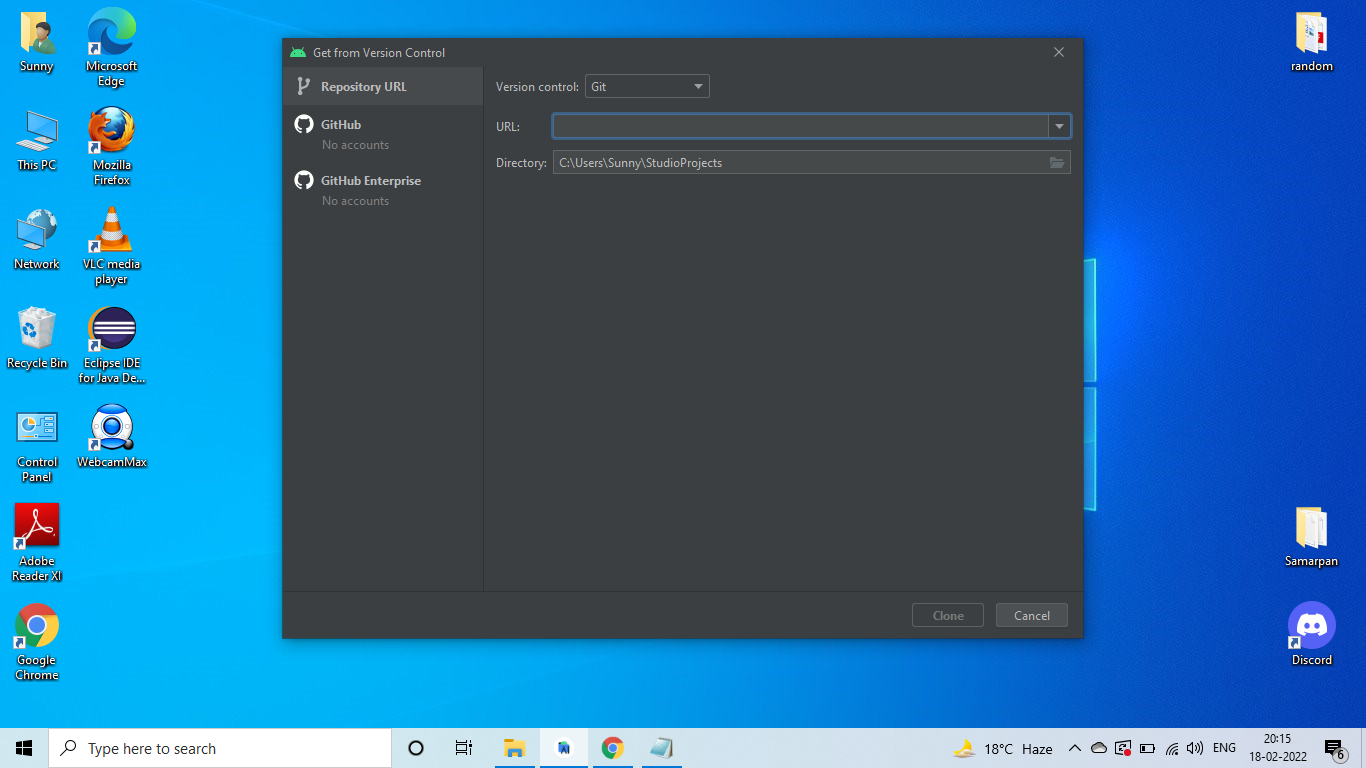 Sunny
Microsoft
Edge
This PC
Mozilla
Firefox
Network
VLC media
player
Recycle Bin
Eclipse IDE
for Java De...
Control
Panel
WebcamMax
Adobe
Reader XI
Google
Chrome
Get from Version Control
Repository URL
GitHub
No accounts
GitHub Enterprise
No accounts
Version control: Git
URL:
Directory: C:\Users\Sunny\StudioProjects
Clone
Cancel
random
Samarpan
Discord
Type here to search
18°C Haze
ENG
20:15
18-02-2022
6